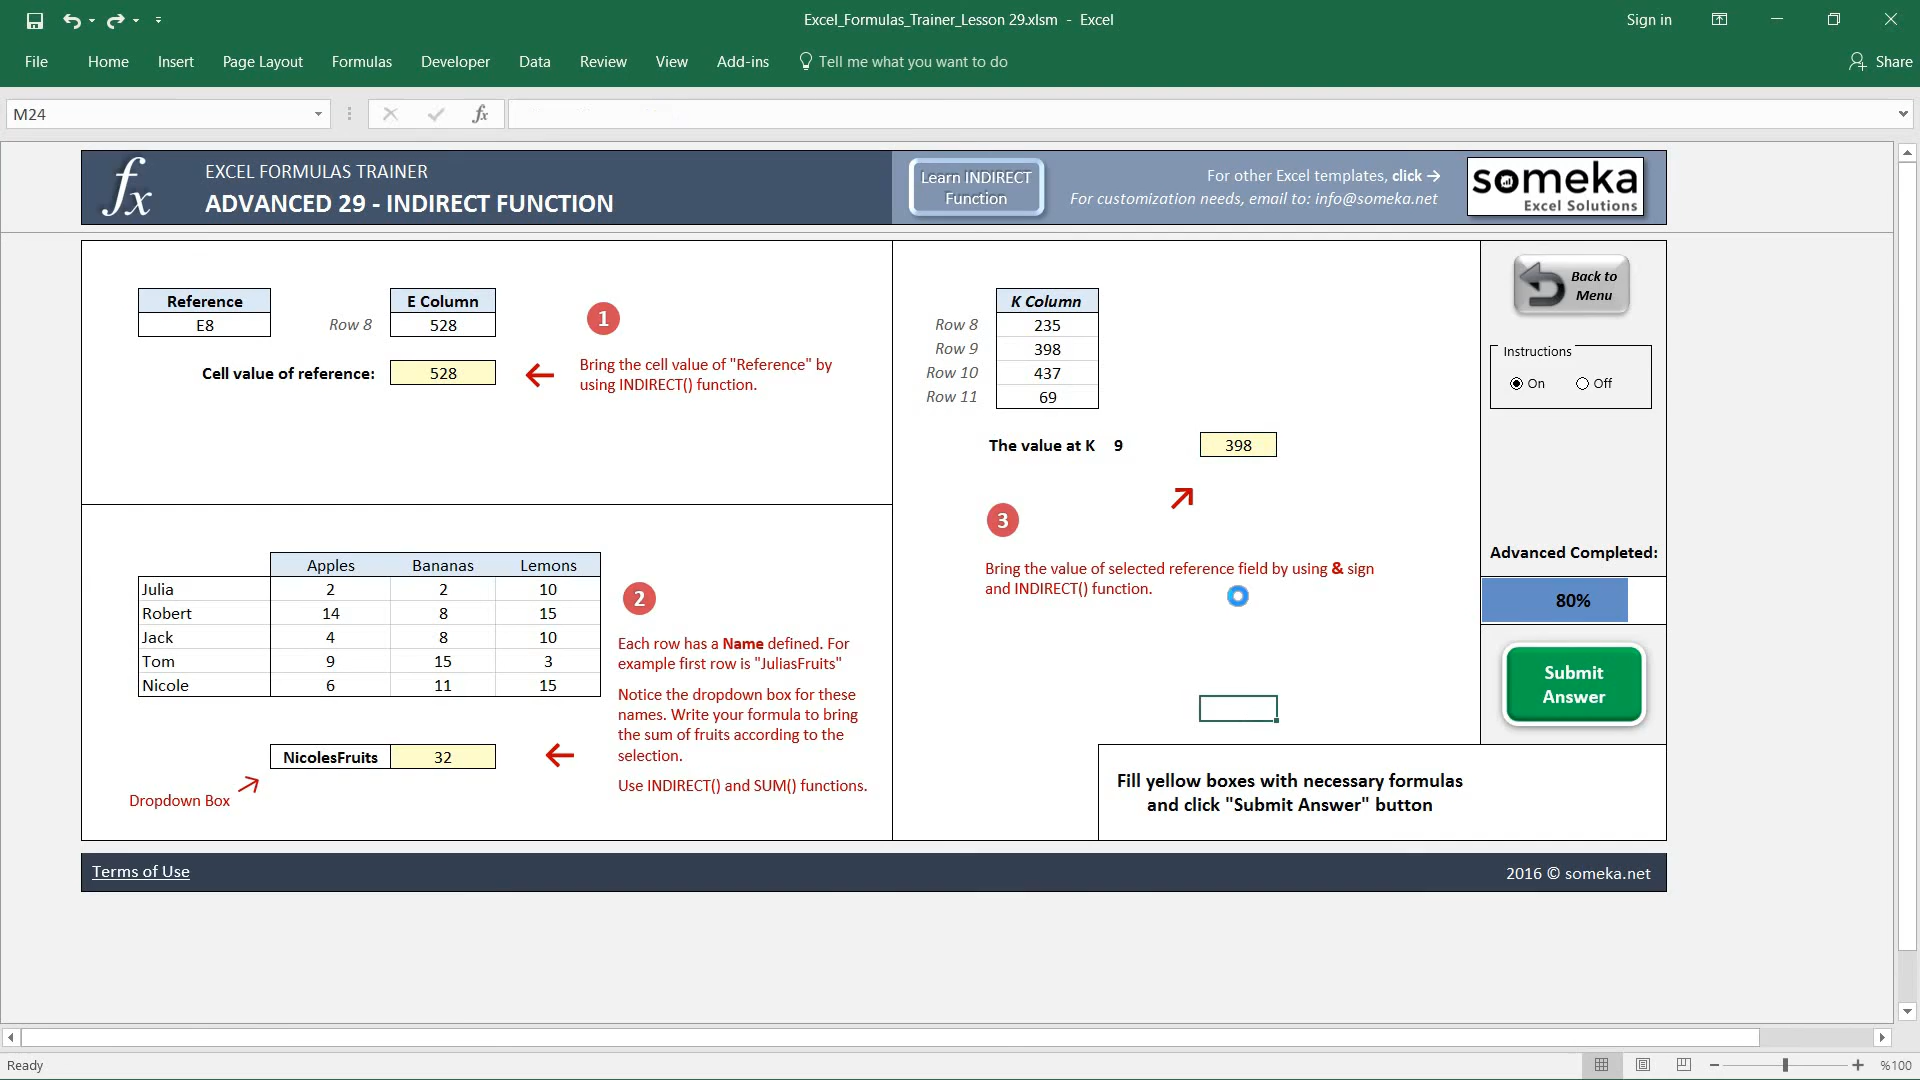 Excel_Formulas_Trainer_Lesson 29.xlsm - Excel
Sign in
File Home Insert Page Layout Formulas Developer Data Review View Add-ins Tell me what you want to do Share
M24
fx
fx
EXCEL FORMULAS TRAINER
ADVANCED 29 - INDIRECT FUNCTION
Learn INDIRECT
Function
For other Excel templates, click →
For customization needs, email to: info@someka.net
someka
Excel Solutions
Reference
E8
Row 8
E Column
528
Cell value of reference:
528
1
Bring the cell value of "Reference" by
using INDIRECT() function.
Apples Bananas Lemons
Julia 2 2 10
Robert 14 8 15
Jack 4 8 10
Tom 9 15 3
Nicole 6 11 15
NicolesFruits 32
Dropdown Box
2
Each row has a Name defined. For
example first row is "JuliasFruits"
Notice the dropdown box for these
names. Write your formula to bring
the sum of fruits according to the
selection.
Use INDIRECT() and SUM() functions.
K Column
Row 8 235
Row 9 398
Row 10 437
Row 11 69
The value at K 9 398
3
Bring the value of selected reference field by using & sign
and INDIRECT() function.
Back to
Menu
Instructions
On Off
Advanced Completed:
80%
Submit
Answer
Fill yellow boxes with necessary formulas
and click "Submit Answer" button
Terms of Use
2016 © someka.net
Ready
%100